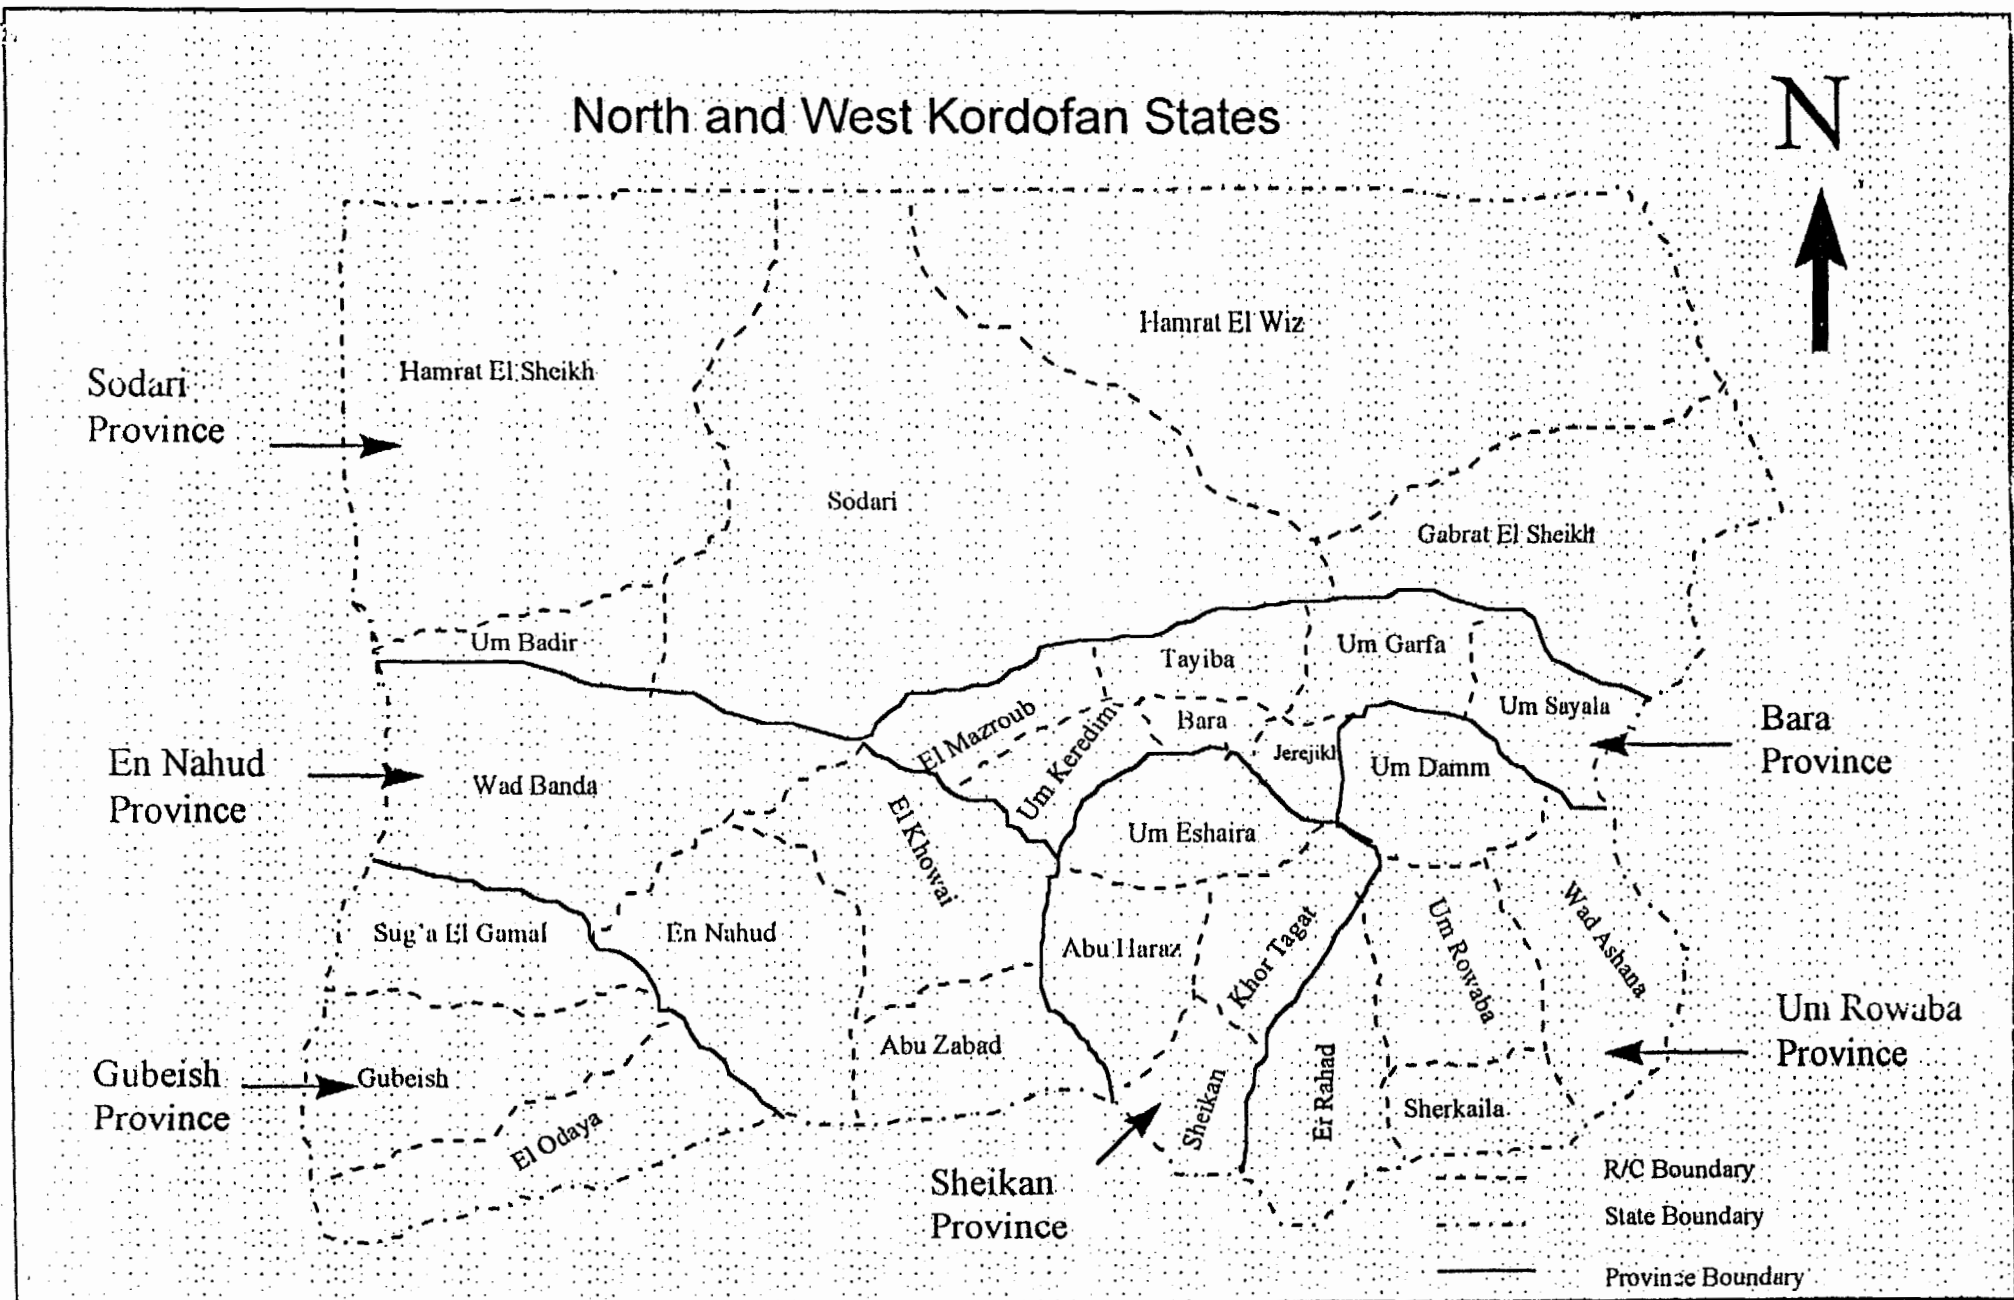 North and West Kordofan States
N
Hamrat El Wiz
Hamrat El Sheikh
Sodari
Province
Sodari
Gabrat El Sheikh
Um Badir
Tayiba
Um Garfa
El Mazroub
Um Keredim
Bara
Um Sayala
Bara
Province
Jerejikh
Um Damm
En Nahud
Province
Wad Banda
El Khowai
Um Eshaira
Sug'a El Gamal
En Nahud
Abu Haraz
Khor Tagat
Um Rowaba
Wad Ashana
Um Rowaba
Province
Abu Zabad
Gubeish
Province
Gubeish
El Odaya
Sheikan
Er Rahad
Sherkaila
Sheikan
Province
R/C Boundary
State Boundary
Province Boundary